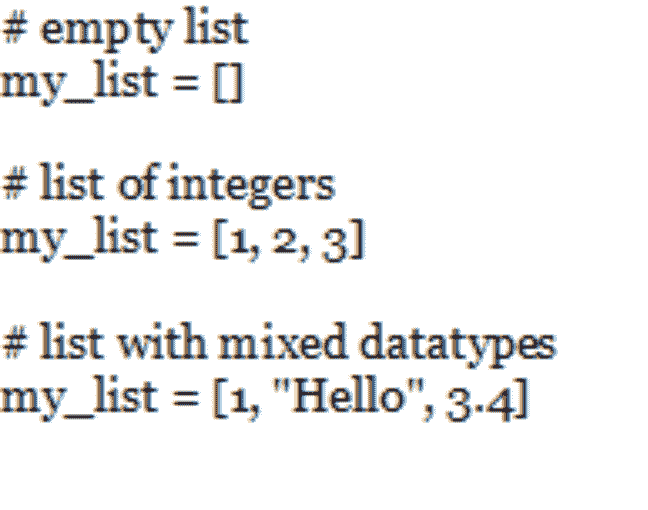 # empty list
my_list = []
# list of integers
my_list = [1, 2, 3]
# list with mixed datatypes
my_list = [1, "Hello", 3.4]